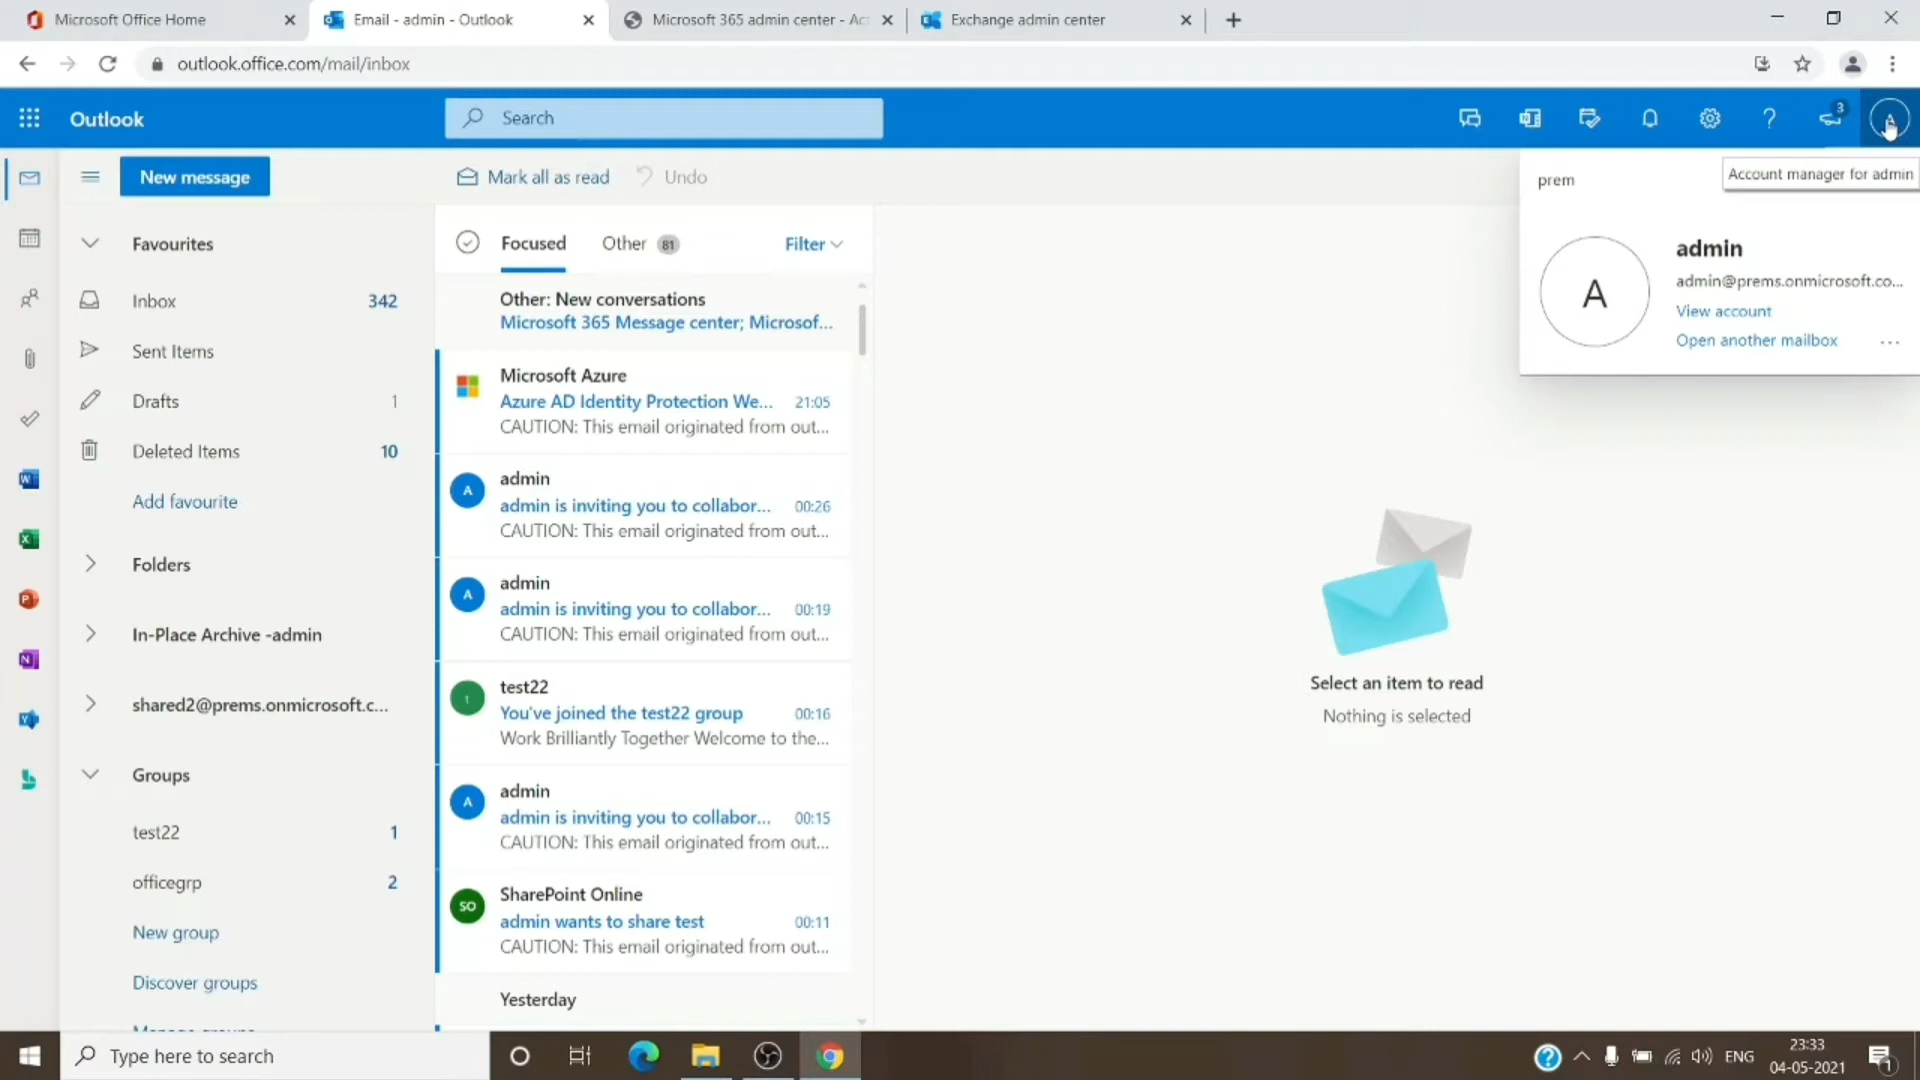 Microsoft Office Home
Email - admin - Outlook
Microsoft 365 admin center - Ac
Exchange admin center
outlook.office.com/mail/inbox
Outlook
Search
3
New message
Mark all as read
Undo
prem
Account manager for admin
Favourites
Focused
Other 81
Filter
admin
admin@prems.onmicrosoft.co...
View account
Open another mailbox
A
Inbox 342
Sent Items
Drafts 1
Deleted Items 10
Add favourite
Folders
In-Place Archive -admin
shared2@prems.onmicrosoft.c...
Groups
test22 1
officegrp 2
New group
Discover groups
Other: New conversations
Microsoft 365 Message center; Microsof...
Microsoft Azure
Azure AD Identity Protection We... 21:05
CAUTION: This email originated from out...
A
admin
admin is inviting you to collabor... 00:26
CAUTION: This email originated from out...
A
admin
admin is inviting you to collabor... 00:19
CAUTION: This email originated from out...
test22
You've joined the test22 group 00:16
Work Brilliantly Together Welcome to the...
A
admin
admin is inviting you to collabor... 00:15
CAUTION: This email originated from out...
SO
SharePoint Online
admin wants to share test 00:11
CAUTION: This email originated from out...
Yesterday
Select an item to read
Nothing is selected
Type here to search
ENG
23:33
04-05-2021
1